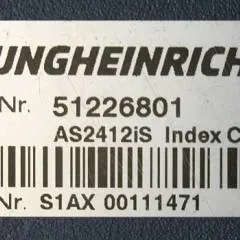 UNGHEINRICH
Nr. 51226801
AS2412iS Index C
Nr. S1AX 00111471